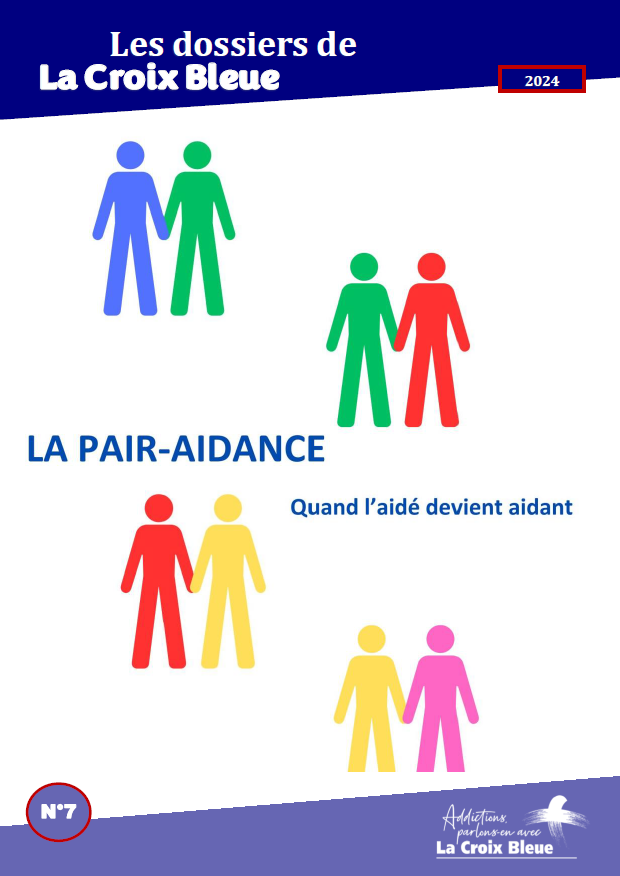 Les dossiers de
La Croix Bleue
2024
LA PAIR-AIDANCE
Quand l’aidé devient aidant
N°7
Addictions,
parlons-en avec
La Croix Bleue